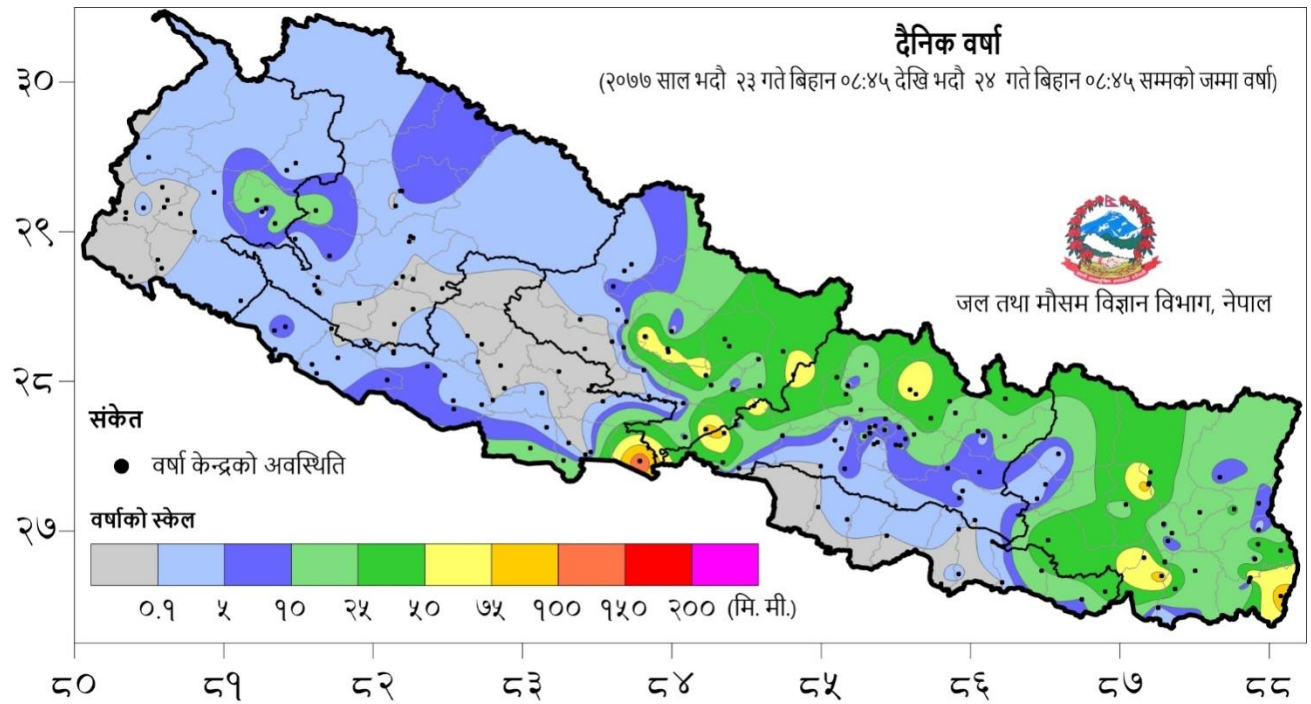 दैनिक वर्षा
(२०७७ साल भदौ २३ गते बिहान ०८:४५ देखि भदौ २४ गते बिहान ०८:४५ सम्मको जम्मा वर्षा)
३०
२९
२८
२७
जल तथा मौसम विज्ञान विभाग, नेपाल
संकेत
वर्षा केन्द्रको अवस्थिति
वर्षाको स्केल
०.१ ५ १० २५ ५० ७५ १०० १५० २०० (मि. मी.)
८० ८१ ८२ ८३ ८४ ८५ ८६ ८७ ८८